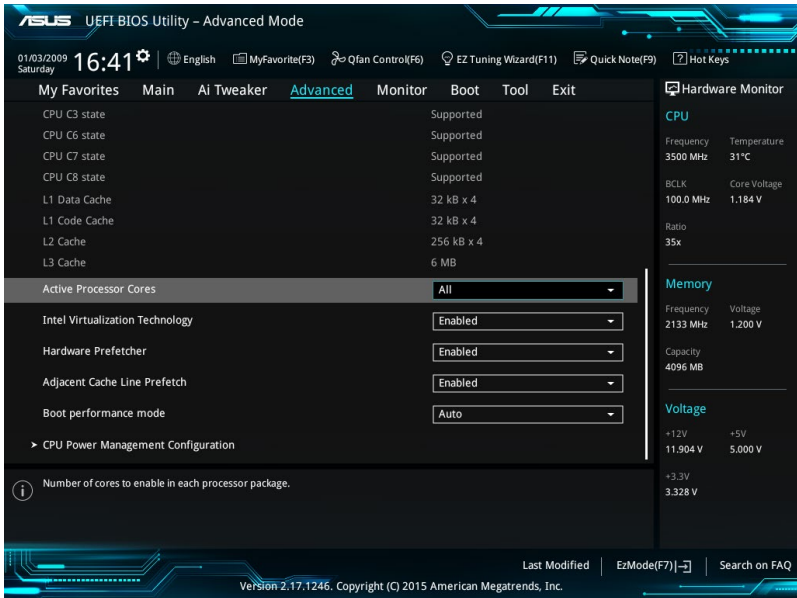 ASUS UEFI BIOS Utility – Advanced Mode
01/03/2009 Saturday 16:41 English MyFavorite(F3) Qfan Control(F6) EZ Tuning Wizard(F11) Quick Note(F9) ? Hot Keys
My Favorites Main Ai Tweaker Advanced Monitor Boot Tool Exit
CPU C3 state Supported
CPU C6 state Supported
CPU C7 state Supported
CPU C8 state Supported
L1 Data Cache 32 kB x 4
L1 Code Cache 32 kB x 4
L2 Cache 256 kB x 4
L3 Cache 6 MB
Active Processor Cores All
Intel Virtualization Technology Enabled
Hardware Prefetcher Enabled
Adjacent Cache Line Prefetch Enabled
Boot performance mode Auto
CPU Power Management Configuration
Number of cores to enable in each processor package.
Hardware Monitor
CPU
Frequency Temperature
3500 MHz 31°C
BCLK Core Voltage
100.0 MHz 1.184 V
Ratio
35x
Memory
Frequency Voltage
2133 MHz 1.200 V
Capacity
4096 MB
Voltage
+12V +5V
11.904 V 5.000 V
+3.3V
3.328 V
Last Modified EzMode(F7) Search on FAQ
Version 2.17.1246. Copyright (C) 2015 American Megatrends, Inc.